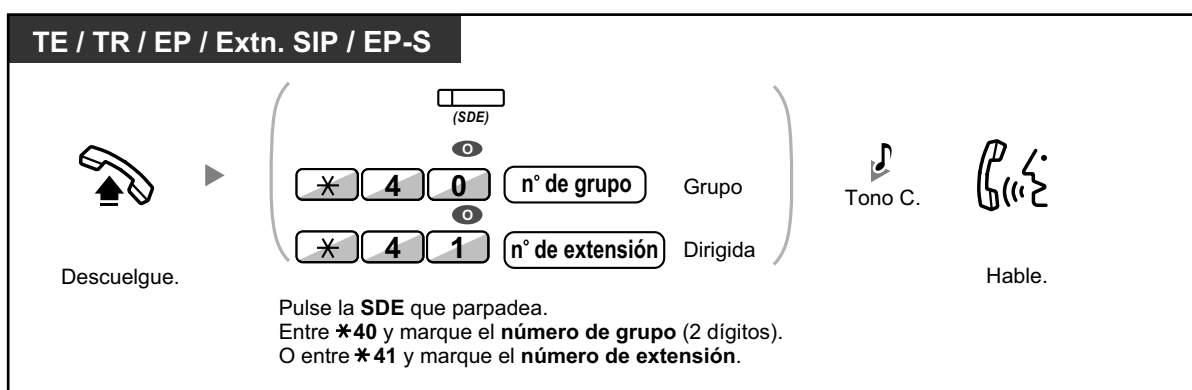 TE / TR / EP / Extn. SIP / EP-S
(SDE)
O
* 4 0 n° de grupo Grupo
O
* 4 1 n° de extensión Dirigida
Tono C.
Descuelgue.
Hable.
Pulse la SDE que parpadea.
Entre *40 y marque el número de grupo (2 dígitos).
O entre *41 y marque el número de extensión.